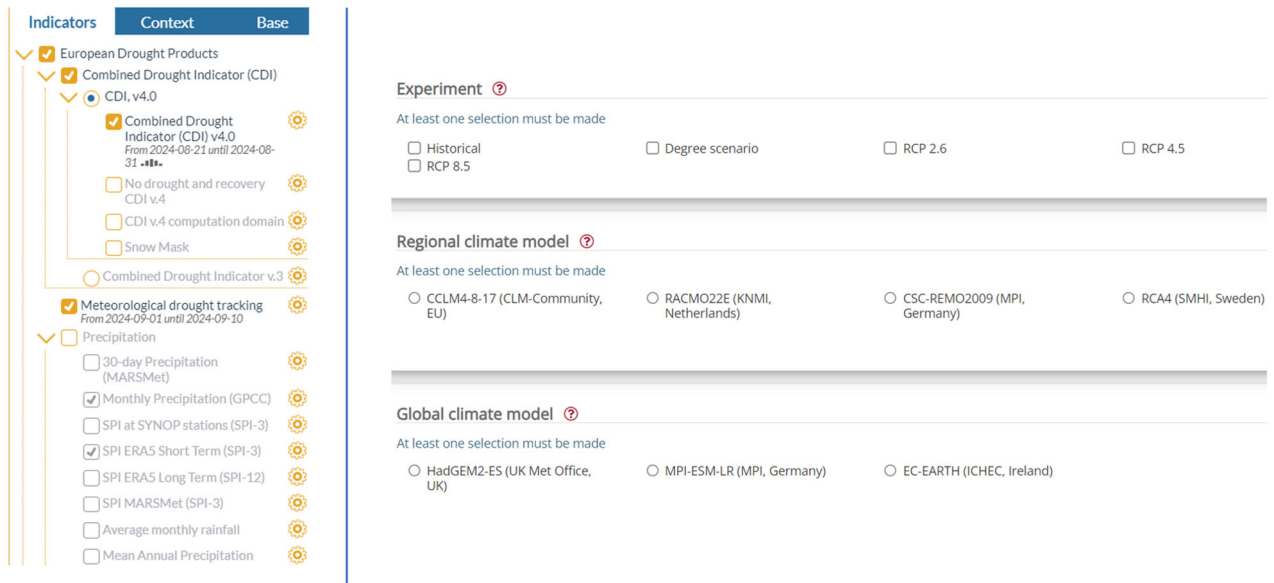 Indicators Context Base
European Drought Products
Combined Drought Indicator (CDI)
CDI, v4.0
Combined Drought
Indicator (CDI) v4.0
From 2024-08-21 until 2024-08-
31
No drought and recovery
CDI v.4
CDI v.4 computation domain
Snow Mask
Combined Drought Indicator v.3
Meteorological drought tracking
From 2024-09-01 until 2024-09-10
Precipitation
30-day Precipitation
(MARSMet)
Monthly Precipitation (GPCC)
SPI at SYNOP stations (SPI-3)
SPI ERA5 Short Term (SPI-3)
SPI ERA5 Long Term (SPI-12)
SPI MARSMet (SPI-3)
Average monthly rainfall
Mean Annual Precipitation
Experiment ?
At least one selection must be made
Historical Degree scenario RCP 2.6 RCP 4.5
RCP 8.5
Regional climate model ?
At least one selection must be made
CCLM4-8-17 (CLM-Community, RACMO22E (KNMI, CSC-REMO2009 (MPI, RCA4 (SMHI, Sweden)
EU) Netherlands) Germany)
Global climate model ?
At least one selection must be made
HadGEM2-ES (UK Met Office, MPI-ESM-LR (MPI, Germany) EC-EARTH (ICHEC, Ireland)
UK)